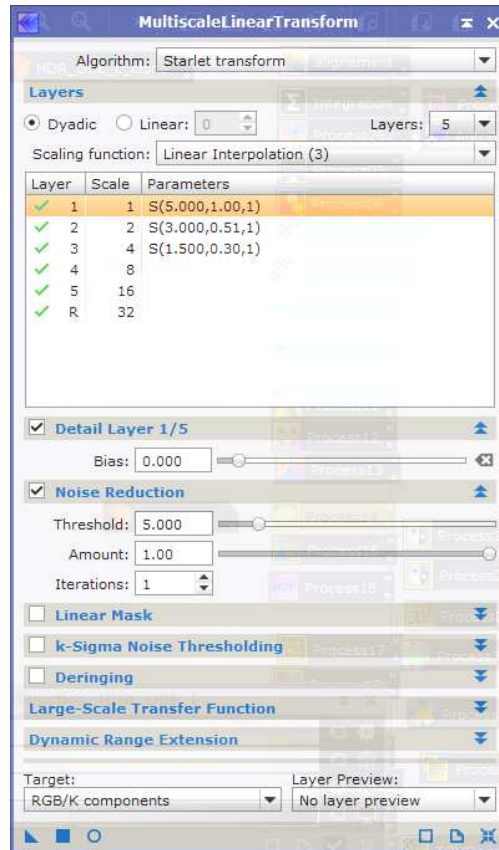 MultiscaleLinearTransform
Algorithm: Starlet transform
Layers
Dyadic Linear: 0 Layers: 5
Scaling function: Linear Interpolation (3)
Layer Scale Parameters
1 1 S(5.000,1.00,1)
2 2 S(3.000,0.51,1)
3 4 S(1.500,0.30,1)
4 8
5 16
R 32
Detail Layer 1/5
Bias: 0.000
Noise Reduction
Threshold: 5.000
Amount: 1.00
Iterations: 1
Linear Mask
k-Sigma Noise Thresholding
Deringing
Large-Scale Transfer Function
Dynamic Range Extension
Target: Layer Preview:
RGB/K components No layer preview